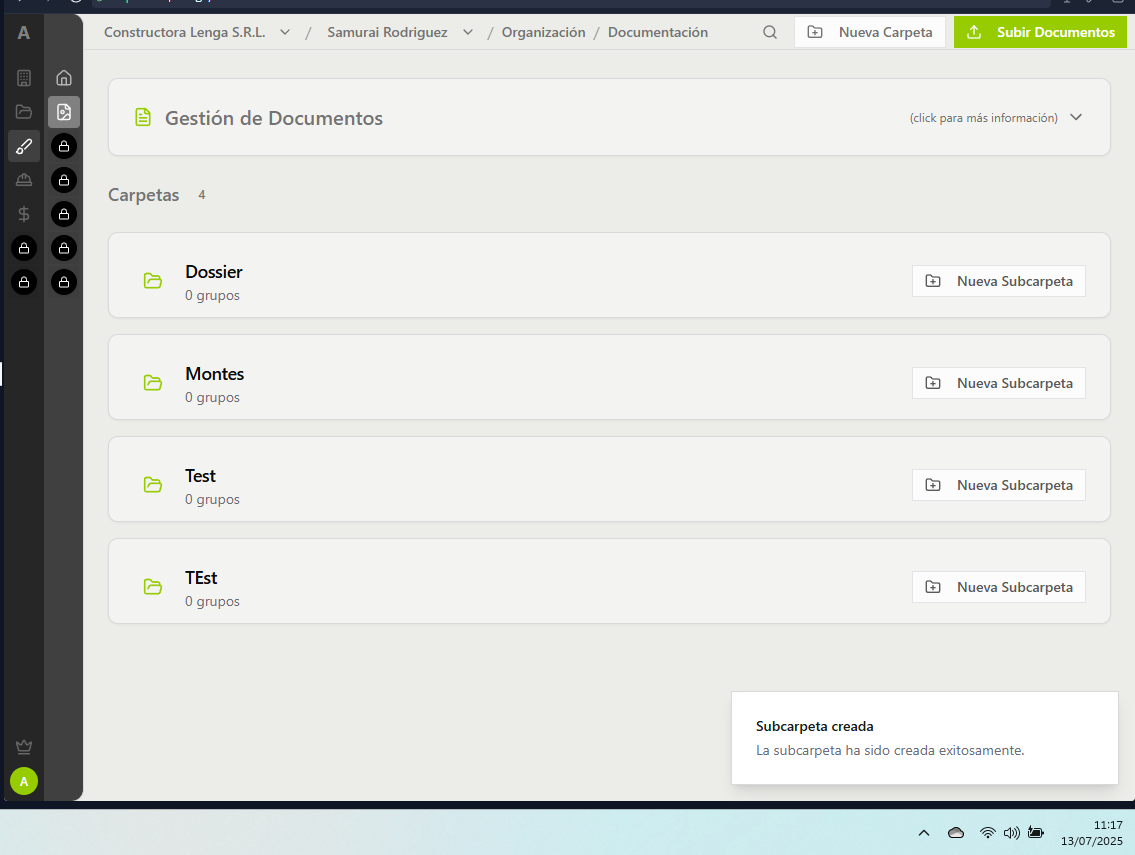 A
Constructora Lenga S.R.L. / Samurai Rodriguez / Organización / Documentación
Nueva Carpeta
Subir Documentos
Gestión de Documentos
(click para más información)
Carpetas 4
Dossier
0 grupos
Nueva Subcarpeta
Montes
0 grupos
Nueva Subcarpeta
Test
0 grupos
Nueva Subcarpeta
TEst
0 grupos
Nueva Subcarpeta
Subcarpeta creada
La subcarpeta ha sido creada exitosamente.
A
11:17
13/07/2025